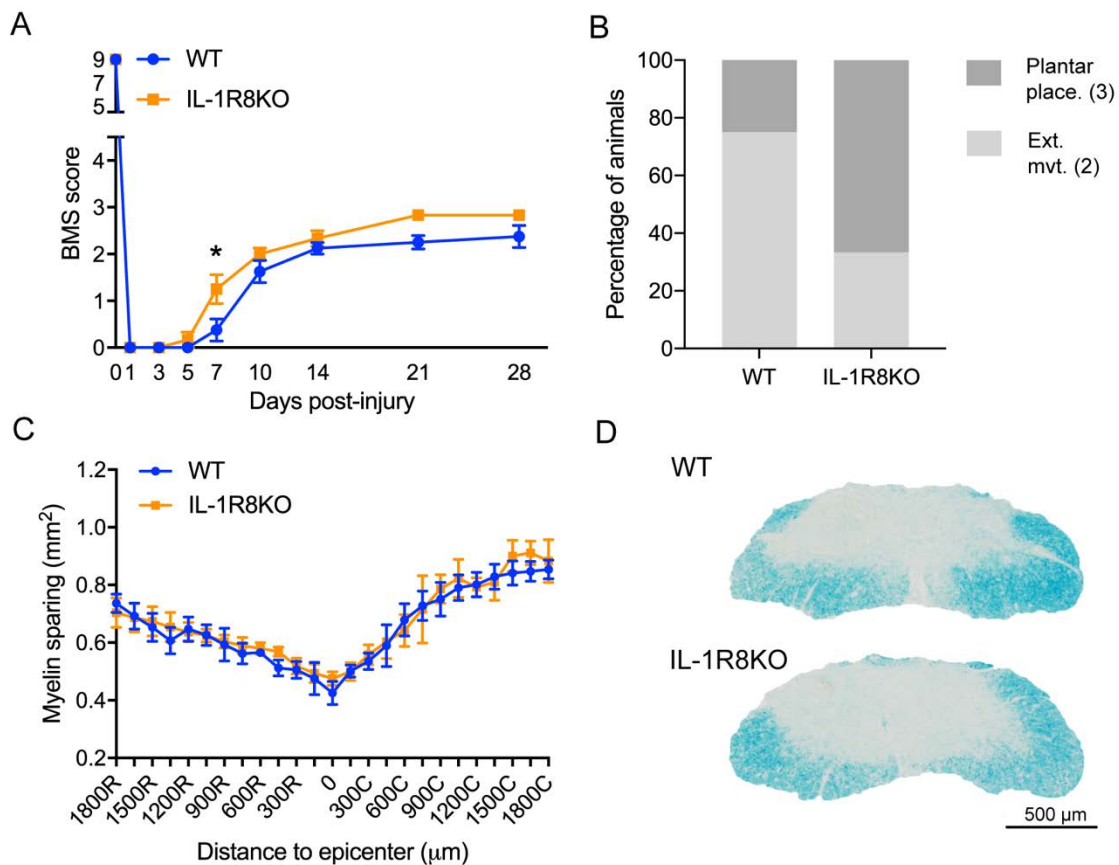 A
WT
IL-1R8KO
9
7
5
4
3
2
1
0
*
BMS score
0 1 3 5 7 10 14 21 28
Days post-injury
B
100
80
60
40
20
0
Percentage of animals
WT IL-1R8KO
Plantar
place. (3)
Ext.
mvt. (2)
C
WT
IL-1R8KO
1.2
1.0
0.8
0.6
0.4
0.2
Myelin sparing (mm²)
1800R 1500R 1200R 900R 600R 300R 0 300C 600C 900C 1200C 1500C 1800C
Distance to epicenter (μm)
D
WT
IL-1R8KO
500 μm